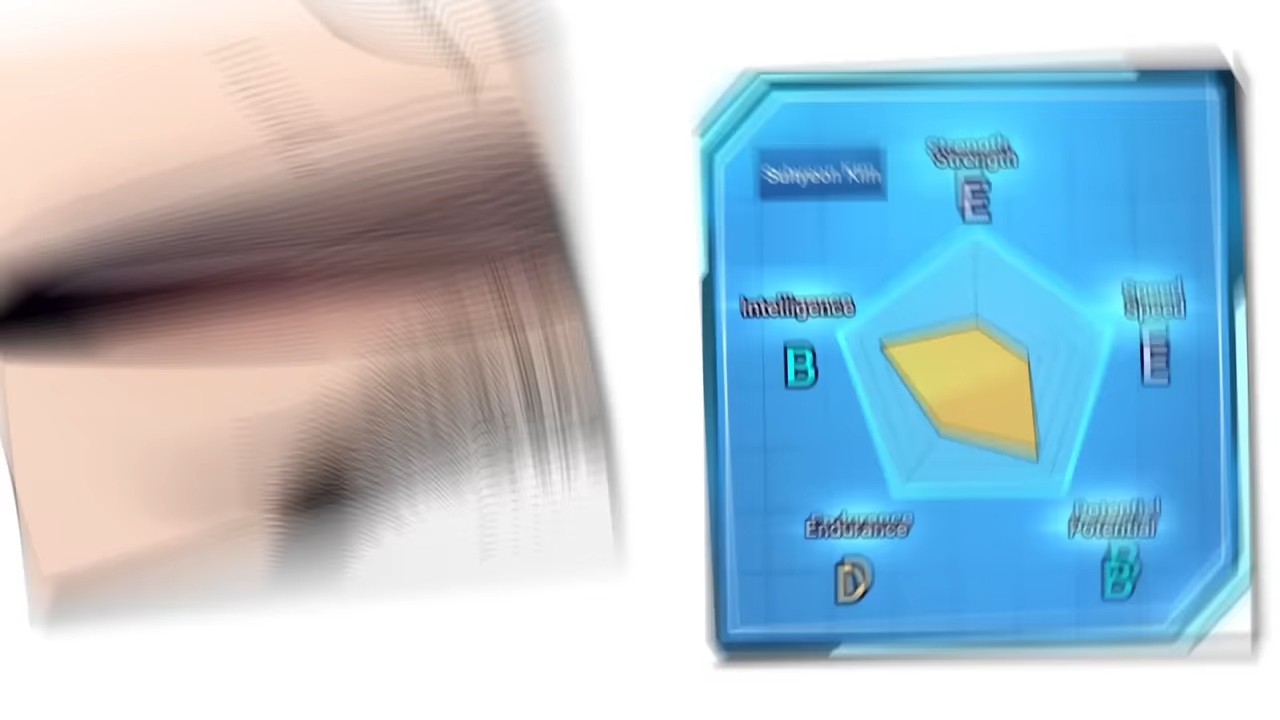 Strength
Suhyeon Kim
E
Intelligence
Speed
B
E
Endurance
Potential
D
B